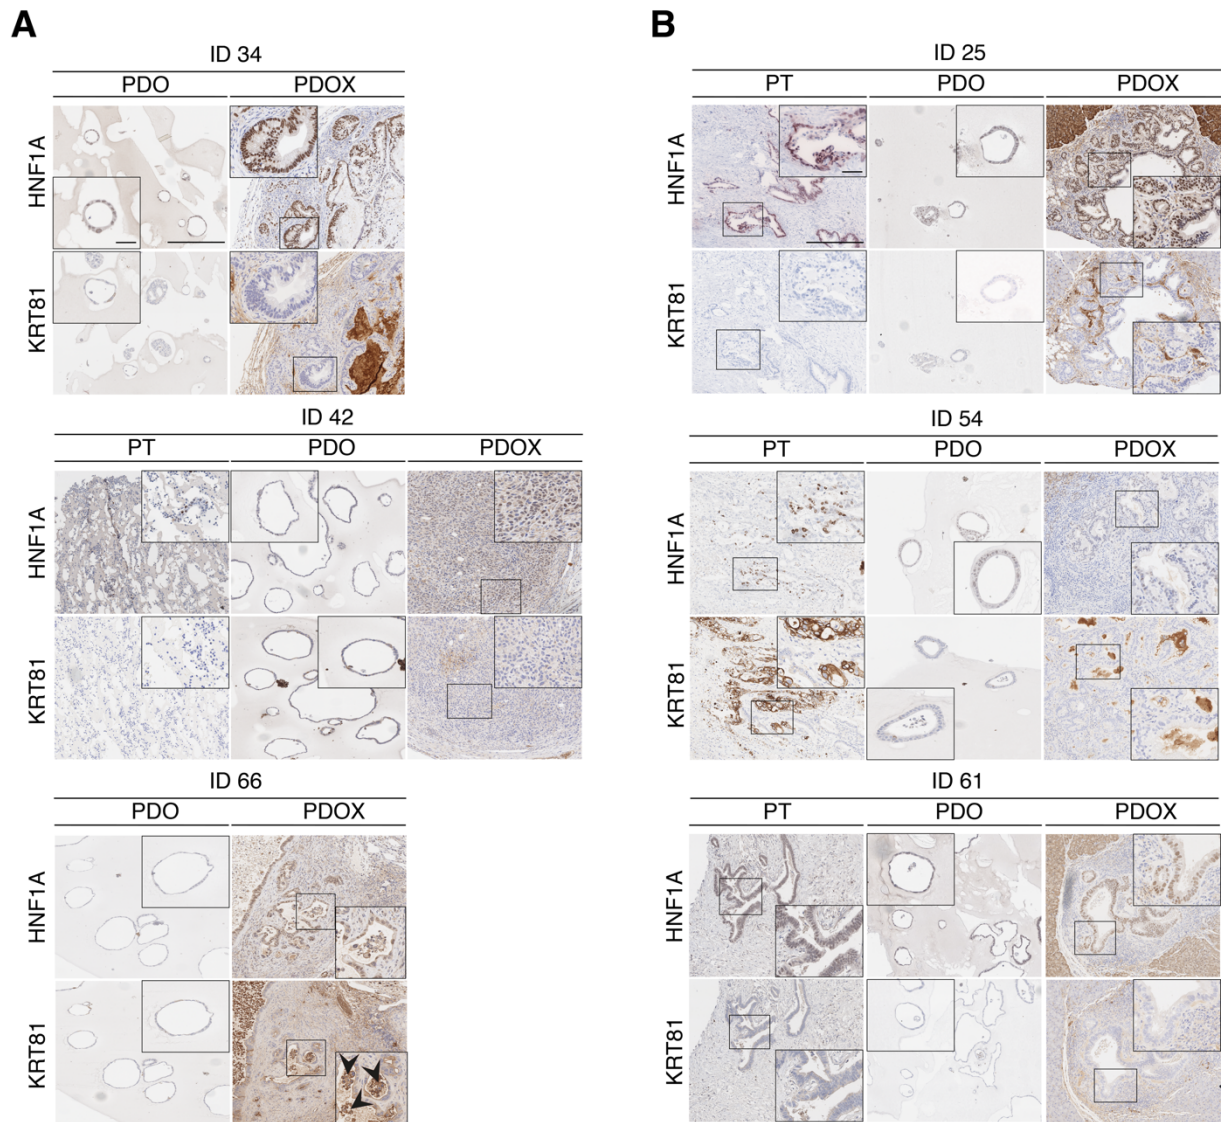 A
ID 34
PDO PDOX
HNF1A
KRT81
ID 42
PT PDO PDOX
HNF1A
KRT81
ID 66
PDO PDOX
HNF1A
KRT81
B
ID 25
PT PDO PDOX
HNF1A
KRT81
ID 54
PT PDO PDOX
HNF1A
KRT81
ID 61
PT PDO PDOX
HNF1A
KRT81